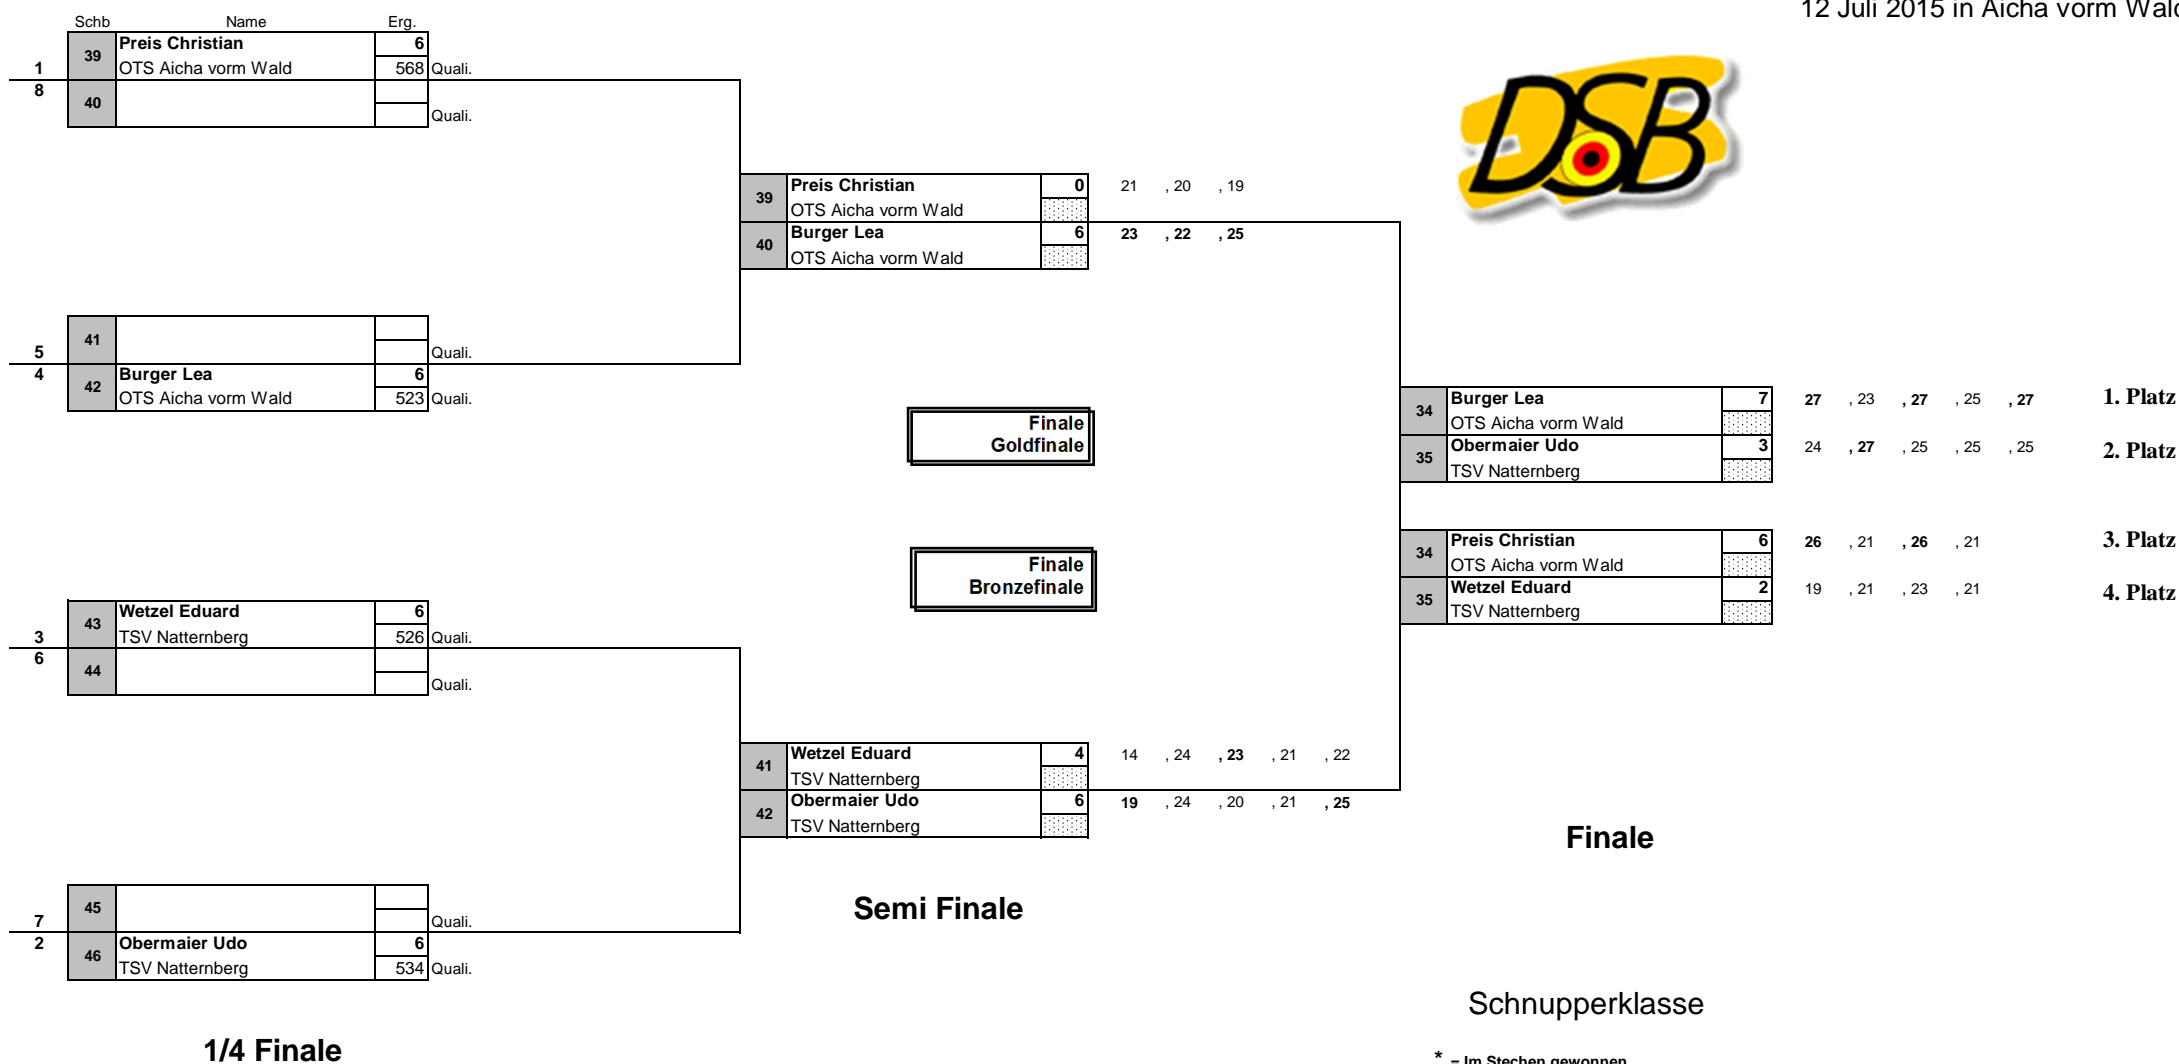 12 Juli 2015 in Aicha vorm Wald
Schb Name Erg.
39 Preis Christian 6
OTS Aicha vorm Wald 568 Quali.
1
8
40
Quali.
DSB
39 Preis Christian 0 21 , 20 , 19
OTS Aicha vorm Wald
40 Burger Lea 6 23 , 22 , 25
OTS Aicha vorm Wald
41
5 Quali.
4
42 Burger Lea 6
OTS Aicha vorm Wald 523 Quali.
Finale
Goldfinale
34 Burger Lea 7 27 , 23 , 27 , 25 , 27 1. Platz
OTS Aicha vorm Wald
35 Obermaier Udo 3 24 , 27 , 25 , 25 , 25 2. Platz
TSV Natternberg
Finale
Bronzefinale
34 Preis Christian 6 26 , 21 , 26 , 21 3. Platz
OTS Aicha vorm Wald
35 Wetzel Eduard 2 19 , 21 , 23 , 21 4. Platz
TSV Natternberg
43 Wetzel Eduard 6
3 TSV Natternberg 526 Quali.
6
44
Quali.
41 Wetzel Eduard 4 14 , 24 , 23 , 21 , 22
TSV Natternberg
42 Obermaier Udo 6 19 , 24 , 20 , 21 , 25
TSV Natternberg
Finale
45
7 Quali.
2
46 Obermaier Udo 6
TSV Natternberg 534 Quali.
Semi Finale
Schnupperklasse
1/4 Finale
* = Im Stechen gewonnen